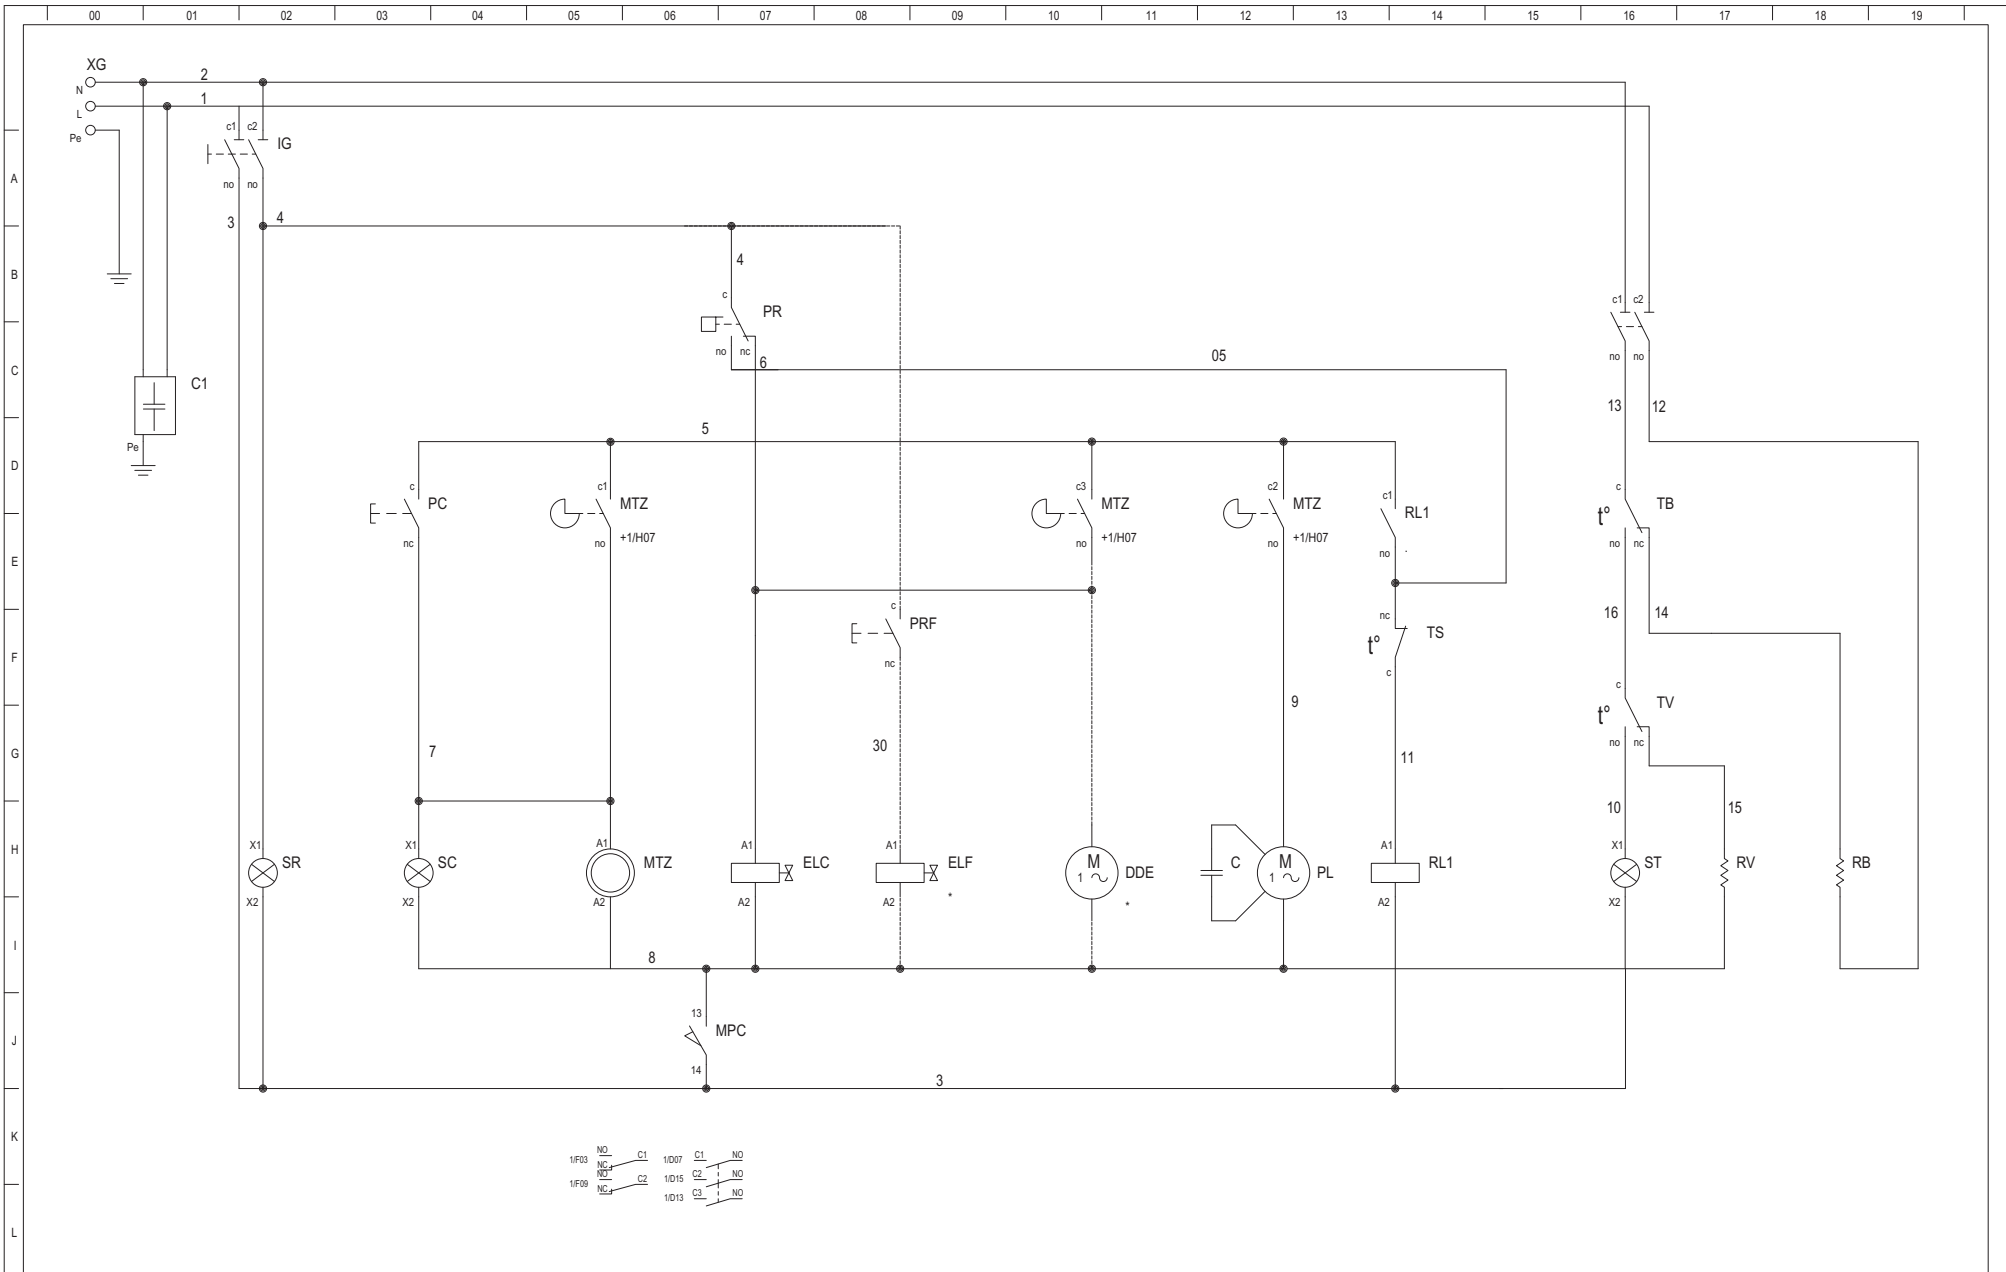 00 01 02 03 04 05 06 07 08 09 10 11 12 13 14 15 16 17 18 19
XG
2
N
1
L
c1 c2
Pe
IG
A
no no
3 4
4
B
c
PR
c1 c2
no nc
6
05
no no
C
C1
13 12
5
Pe
D
c
PC
c1
MTZ
c3
MTZ
c2
MTZ
c1
RL1
c
TB
t°
nc
no
+1/H07
no
+1/H07
no
+1/H07
no
.
no nc
E
c
PRF
nc
TS
t°
16 14
F
nc
c
c
TV
t°
9
7
30
11
no nc
G
10 15
X1
SR
X1
SC
A1
MTZ
A1
ELC
A1
ELF
M
1
DDE
C
M
1
PL
A1
RL1
X1
ST
RV
RB
H
X2
X2
A2
A2
A2
*
*
A2
X2
I
8
13
MPC
J
14
3
K
1/F03 NO C1 1/D07 C1 NO
NC
NO C2 1/D15 C2 NO
1/F09 NC
1/D13 C3 NO
L